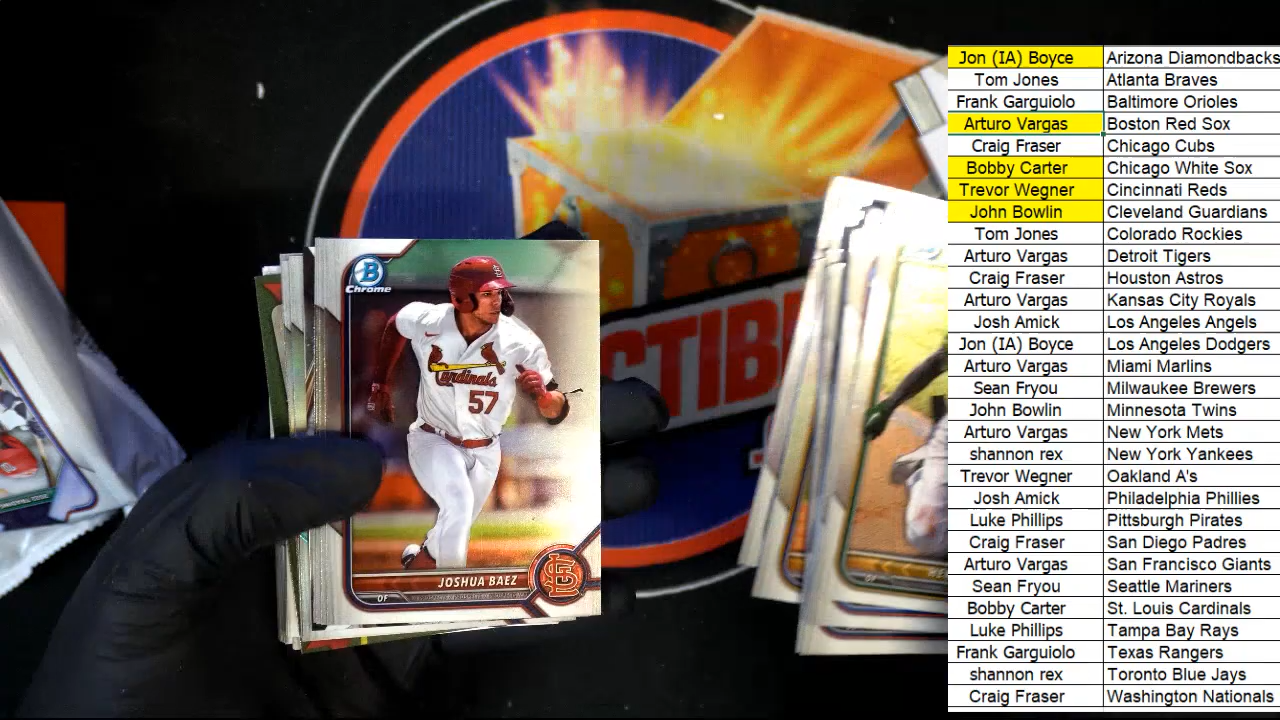 B
Chrome
Cardinals
57
JOSHUA BAEZ
OF
CTIB
Jon (IA) Boyce Arizona Diamondbacks
Tom Jones Atlanta Braves
Frank Garguiolo Baltimore Orioles
Arturo Vargas Boston Red Sox
Craig Fraser Chicago Cubs
Bobby Carter Chicago White Sox
Trevor Wegner Cincinnati Reds
John Bowlin Cleveland Guardians
Tom Jones Colorado Rockies
Arturo Vargas Detroit Tigers
Craig Fraser Houston Astros
Arturo Vargas Kansas City Royals
Josh Amick Los Angeles Angels
Jon (IA) Boyce Los Angeles Dodgers
Arturo Vargas Miami Marlins
Sean Fryou Milwaukee Brewers
John Bowlin Minnesota Twins
Arturo Vargas New York Mets
shannon rex New York Yankees
Trevor Wegner Oakland A's
Josh Amick Philadelphia Phillies
Luke Phillips Pittsburgh Pirates
Craig Fraser San Diego Padres
Arturo Vargas San Francisco Giants
Sean Fryou Seattle Mariners
Bobby Carter St. Louis Cardinals
Luke Phillips Tampa Bay Rays
Frank Garguiolo Texas Rangers
shannon rex Toronto Blue Jays
Craig Fraser Washington Nationals